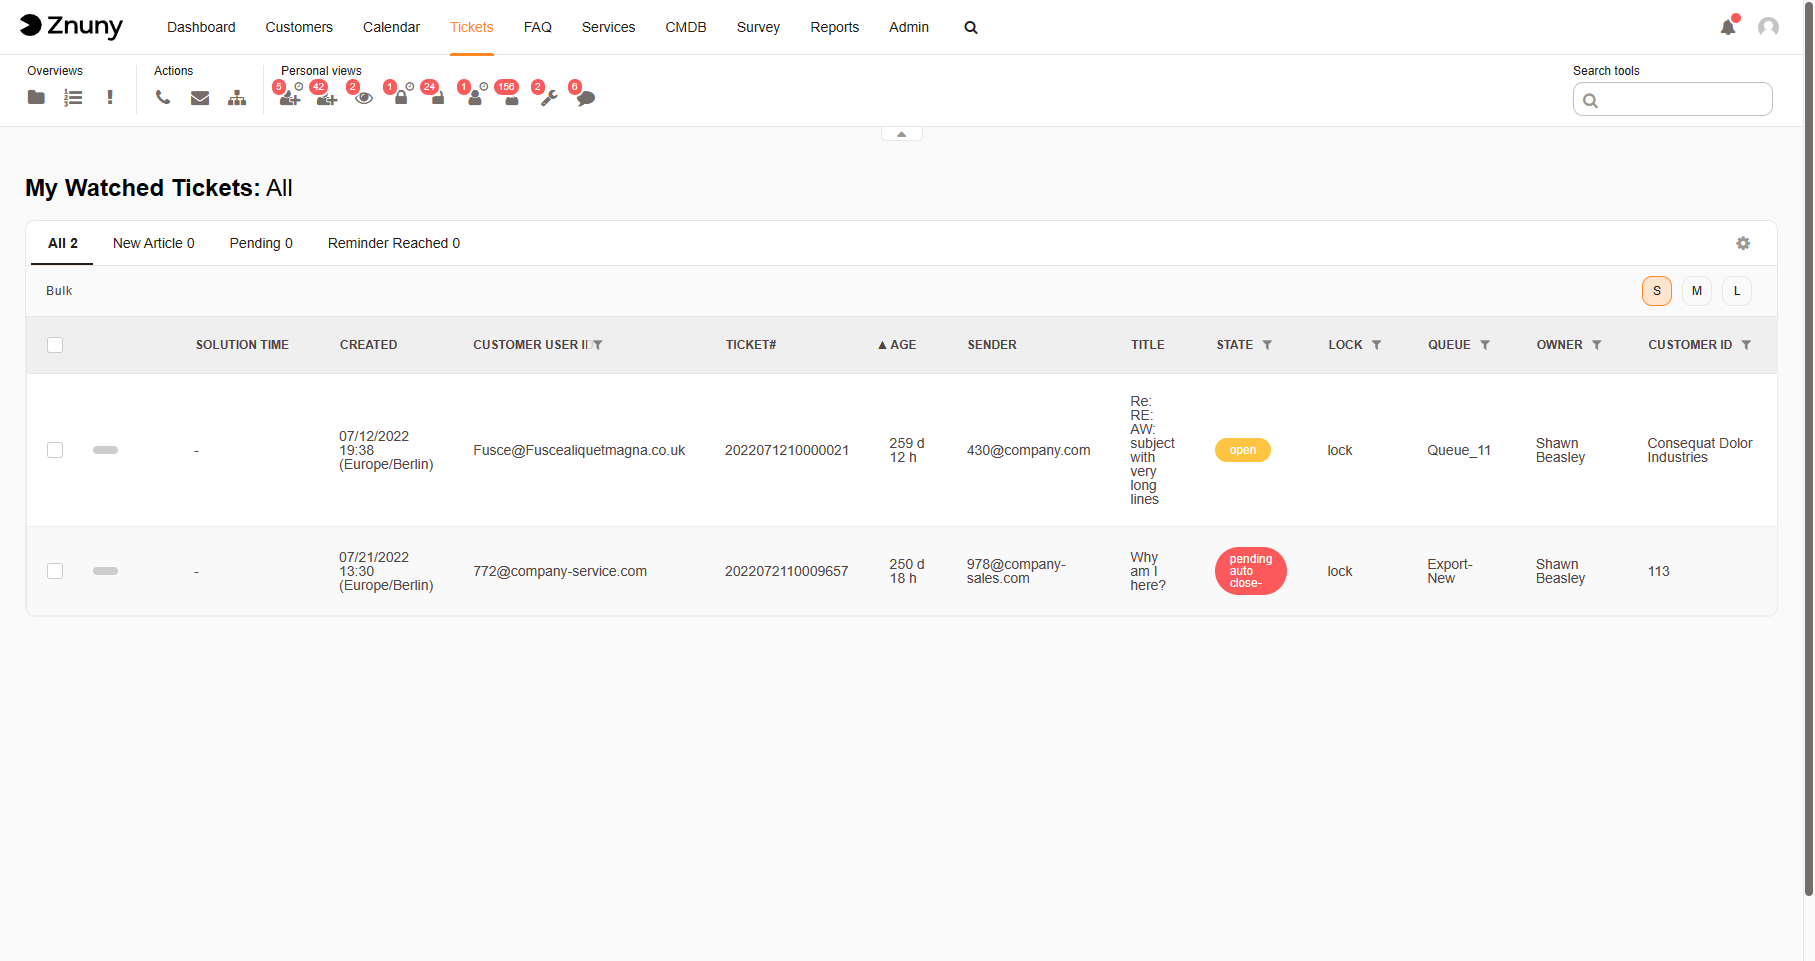 Znuny
Dashboard Customers Calendar Tickets FAQ Services CMDB Survey Reports Admin
Overviews Actions Personal views Search tools
5 42 2 1 24 1 156 2 6
My Watched Tickets: All
All 2 New Article 0 Pending 0 Reminder Reached 0
Bulk S M L
SOLUTION TIME CREATED CUSTOMER USER ID TICKET# ▲ AGE SENDER TITLE STATE LOCK QUEUE OWNER CUSTOMER ID
-
07/12/2022
19:38
(Europe/Berlin)
Fusce@Fuscealiquetmagna.co.uk
2022071210000021
259 d
12 h
430@company.com
Re:
RE:
AW:
subject
with
very
long
lines
open
lock
Queue_11
Shawn
Beasley
Consequat Dolor
Industries
-
07/21/2022
13:30
(Europe/Berlin)
772@company-service.com
2022072110009657
250 d
18 h
978@company-
sales.com
Why
am I
here?
pending
auto
close-
lock
Export-
New
Shawn
Beasley
113